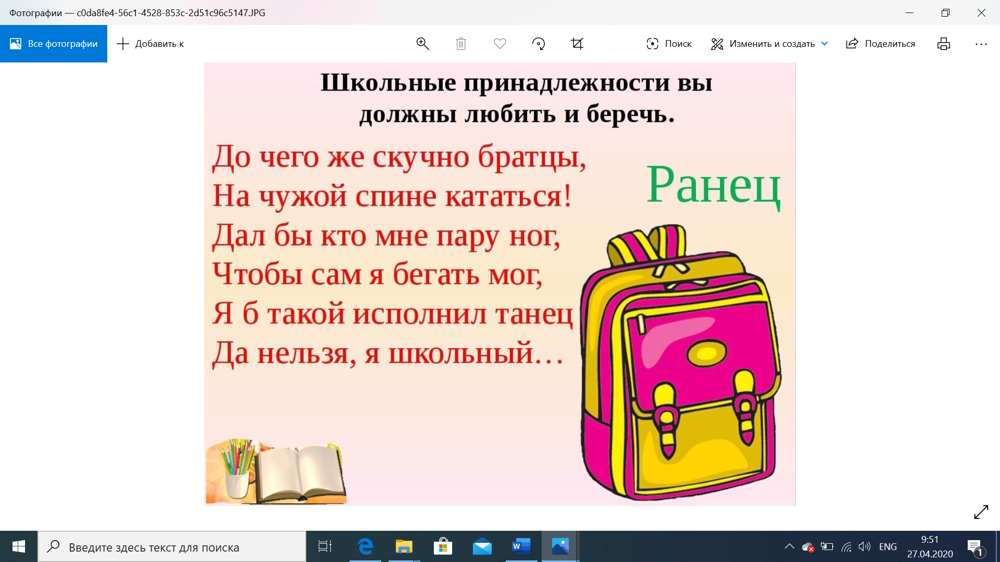 Фотографии — c0da8fe4-56c1-4528-853c-2d51c96c5147.JPG
Все фотографии
Добавить к
Поиск
Изменить и создать
Поделиться
Школьные принадлежности вы
должны любить и беречь.
До чего же скучно братцы,
На чужой спине кататься!
Дал бы кто мне пару ног,
Чтобы сам я бегать мог,
Я б такой исполнил танец
Да нельзя, я школьный…
Ранец
Введите здесь текст для поиска
W
ENG
9:51
27.04.2020
1